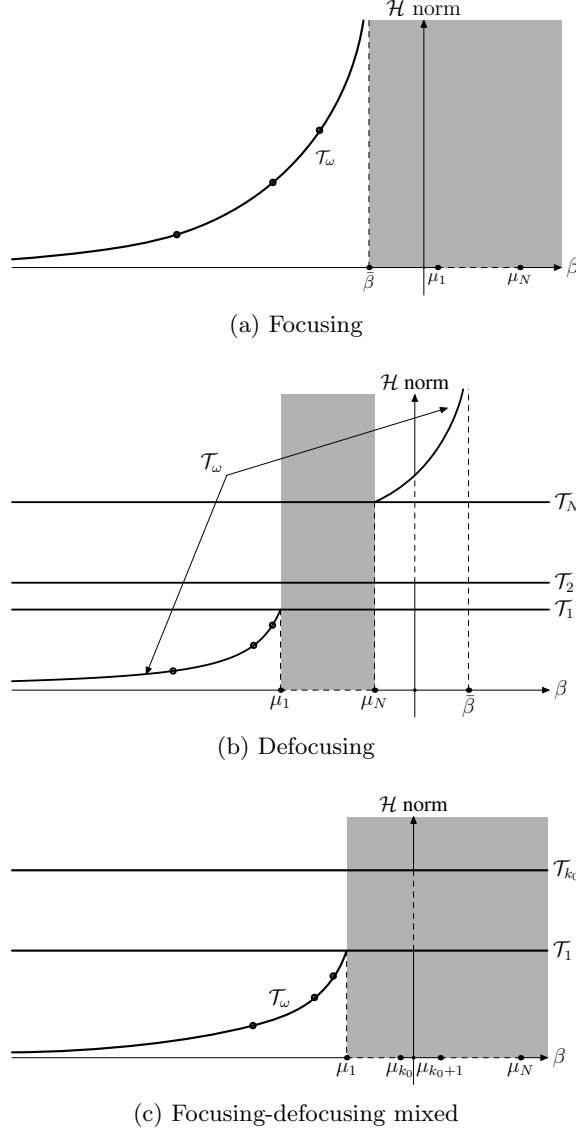 ℋ norm
𝒯_ω
β
β̄
μ_1
μ_N
(a) Focusing
ℋ norm
𝒯_ω
𝒯_N
𝒯_2
𝒯_1
β
μ_1
μ_N
β̄
(b) Defocusing
ℋ norm
𝒯_{k_0}
𝒯_1
𝒯_ω
β
μ_1
μ_{k_0}
μ_{k_0+1}
μ_N
(c) Focusing-defocusing mixed